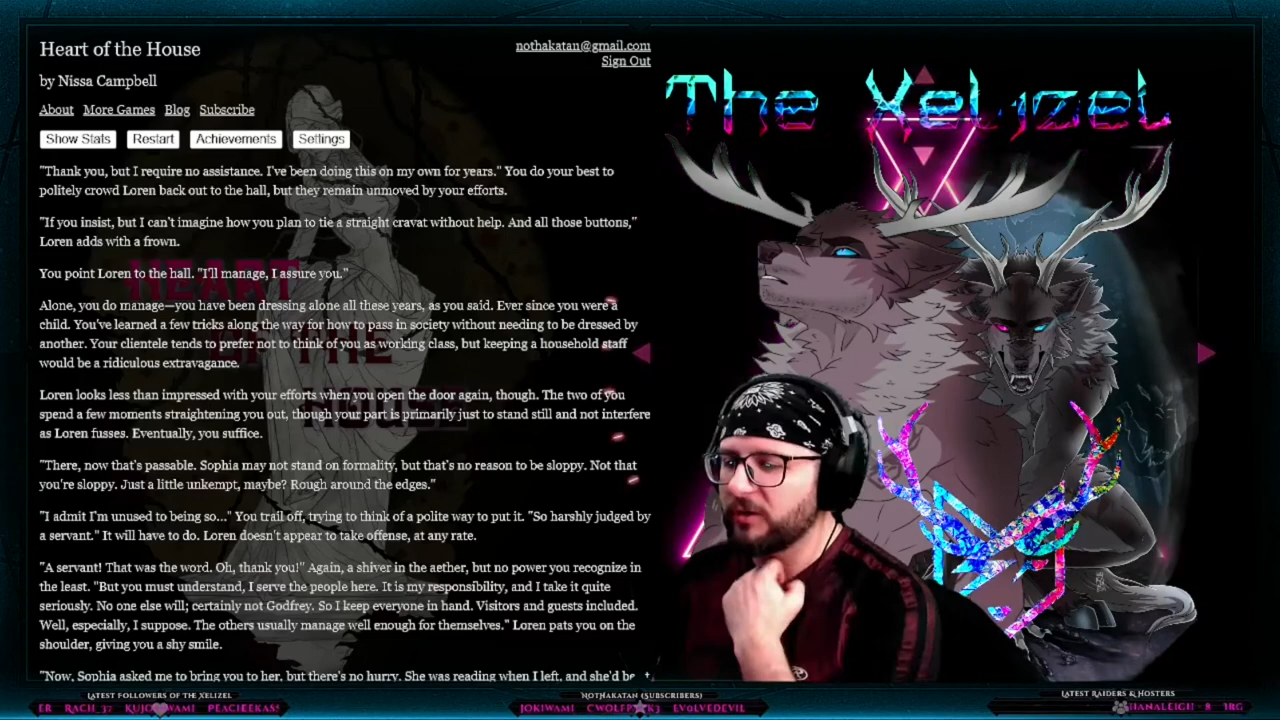 Heart of the House
nothakatan@gmail.com
Sign Out
by Nissa Campbell
About More Games Blog Subscribe
Show Stats Restart Achievements Settings
"Thank you, but I require no assistance. I've been doing this on my own for years." You do your best to
politely crowd Loren back out to the hall, but they remain unmoved by your efforts.
"If you insist, but I can't imagine how you plan to tie a straight cravat without help. And all those buttons,"
Loren adds with a frown.
You point Loren to the hall. "I'll manage, I assure you."
Alone, you do manage—you have been dressing alone all these years, as you said. Ever since you were a
child. You've learned a few tricks along the way for how to pass in society without needing to be dressed by
another. Your clientele tends to prefer not to think of you as working class, but keeping a household staff
would be a ridiculous extravagance.
Loren looks less than impressed with your efforts when you open the door again, though. The two of you
spend a few moments straightening you out, though your part is primarily just to stand still and not interfere
as Loren fusses. Eventually, you suffice.
"There, now that's passable. Sophia may not stand on formality, but that's no reason to be sloppy. Not that
you're sloppy. Just a little unkempt, maybe? Rough around the edges."
"I admit I'm unused to being so..." You trail off, trying to think of a polite way to put it. "So harshly judged by
a servant." It will have to do. Loren doesn't appear to take offense, at any rate.
"A servant! That was the word. Oh, thank you!" Again, a shiver in the aether, but no power you recognize in
the least. "But you must understand, I serve the people here. It is my responsibility, and I take it quite
seriously. No one else will; certainly not Godfrey. So I keep everyone in hand. Visitors and guests included.
Well, especially, I suppose. The others usually manage well enough for themselves." Loren pats you on the
shoulder, giving you a shy smile.
"Now, Sophia asked me to bring you to her, but there's no hurry. She was reading when I left, and she'd be
HEART
OF THE
HOUSE
The Xelizel
Latest Followers of The Xelizel
ER RACH_37 KUJO WAMI PEACIEKAS
NotHakatan (Subscribers)
JOKIWAMI CWOLFP K3 EV0LVEDEVIL
Latest Raiders & Hosters
HANALEIGH - 8 JRG